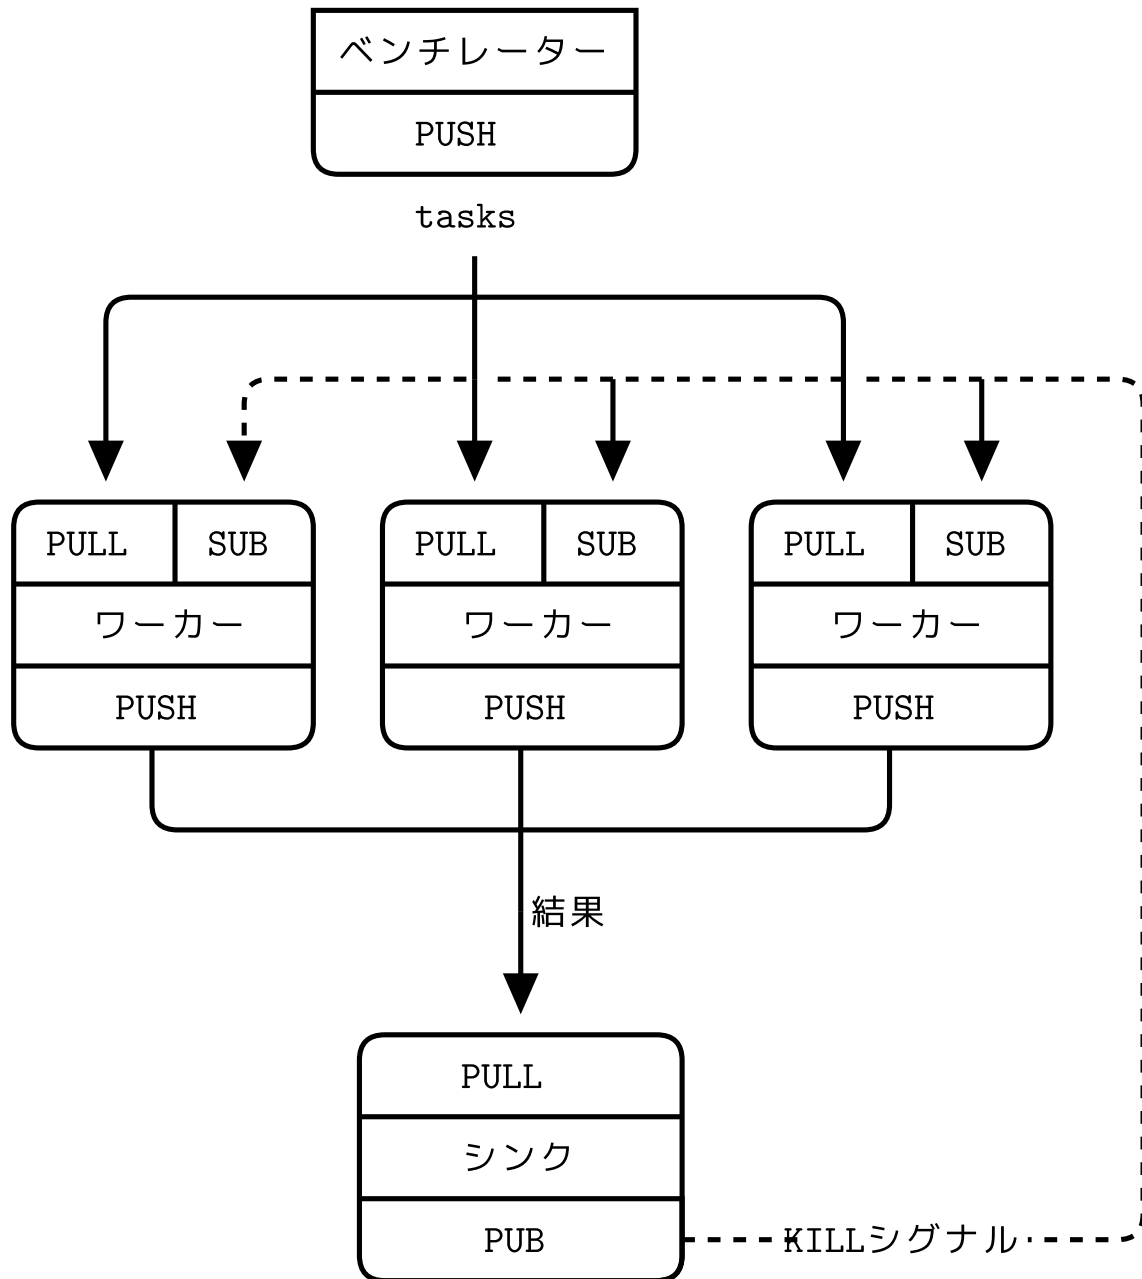 ベンチレーター
PUSH
tasks
PULL SUB PULL SUB PULL SUB
ワーカー ワーカー ワーカー
PUSH PUSH PUSH
結果
PULL
シンク
PUB KILLシグナル